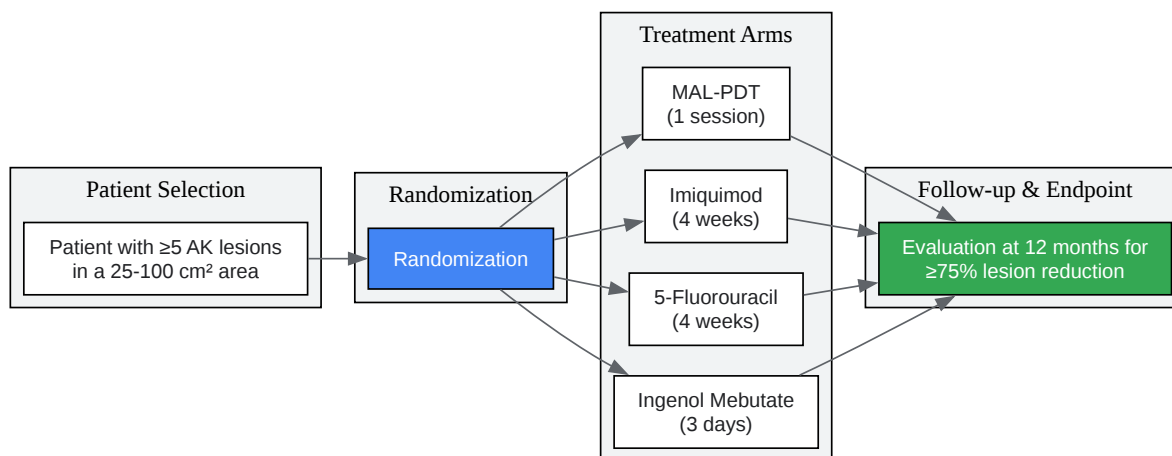 Patient Selection
Patient with ≥5 AK lesions
in a 25-100 cm² area
Randomization
Randomization
Treatment Arms
MAL-PDT
(1 session)
Imiquimod
(4 weeks)
5-Fluorouracil
(4 weeks)
Ingenol Mebutate
(3 days)
Follow-up & Endpoint
Evaluation at 12 months for
≥75% lesion reduction